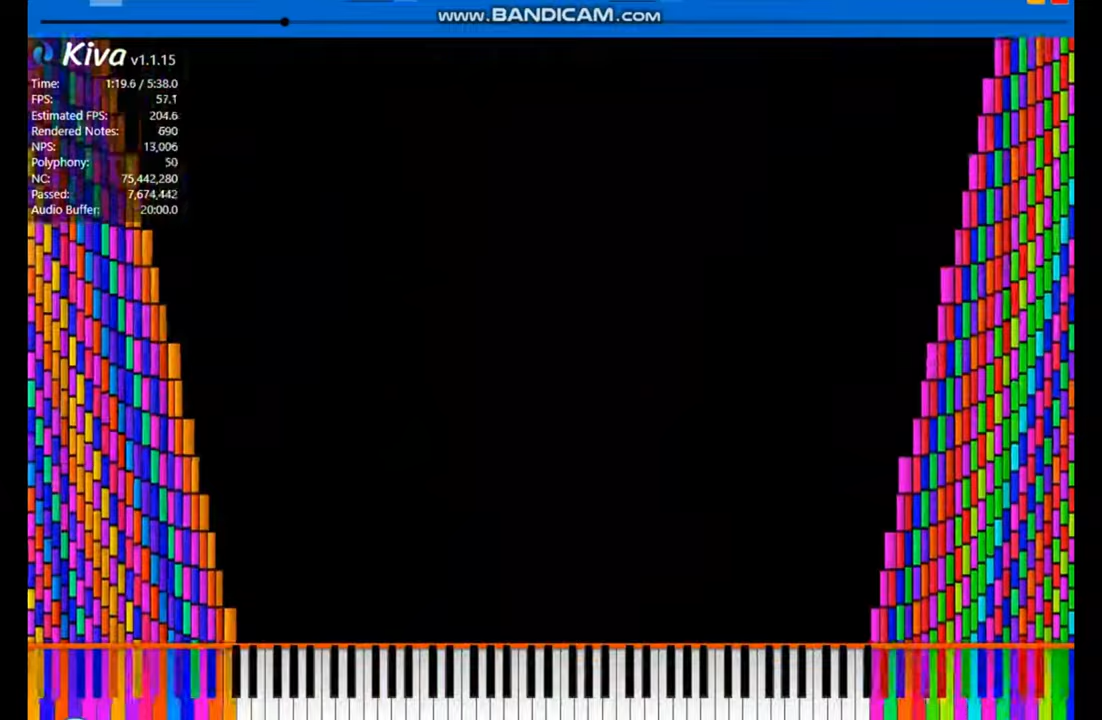 www.BANDICAM.com
Kiva v1.1.15
Time: 1:19.6 / 5:38.0
FPS: 57.1
Estimated FPS: 204.6
Rendered Notes: 690
NPS: 13,006
Polyphony: 50
NC: 75,442,280
Passed: 7,674,442
Audio Buffer: 20:00.0